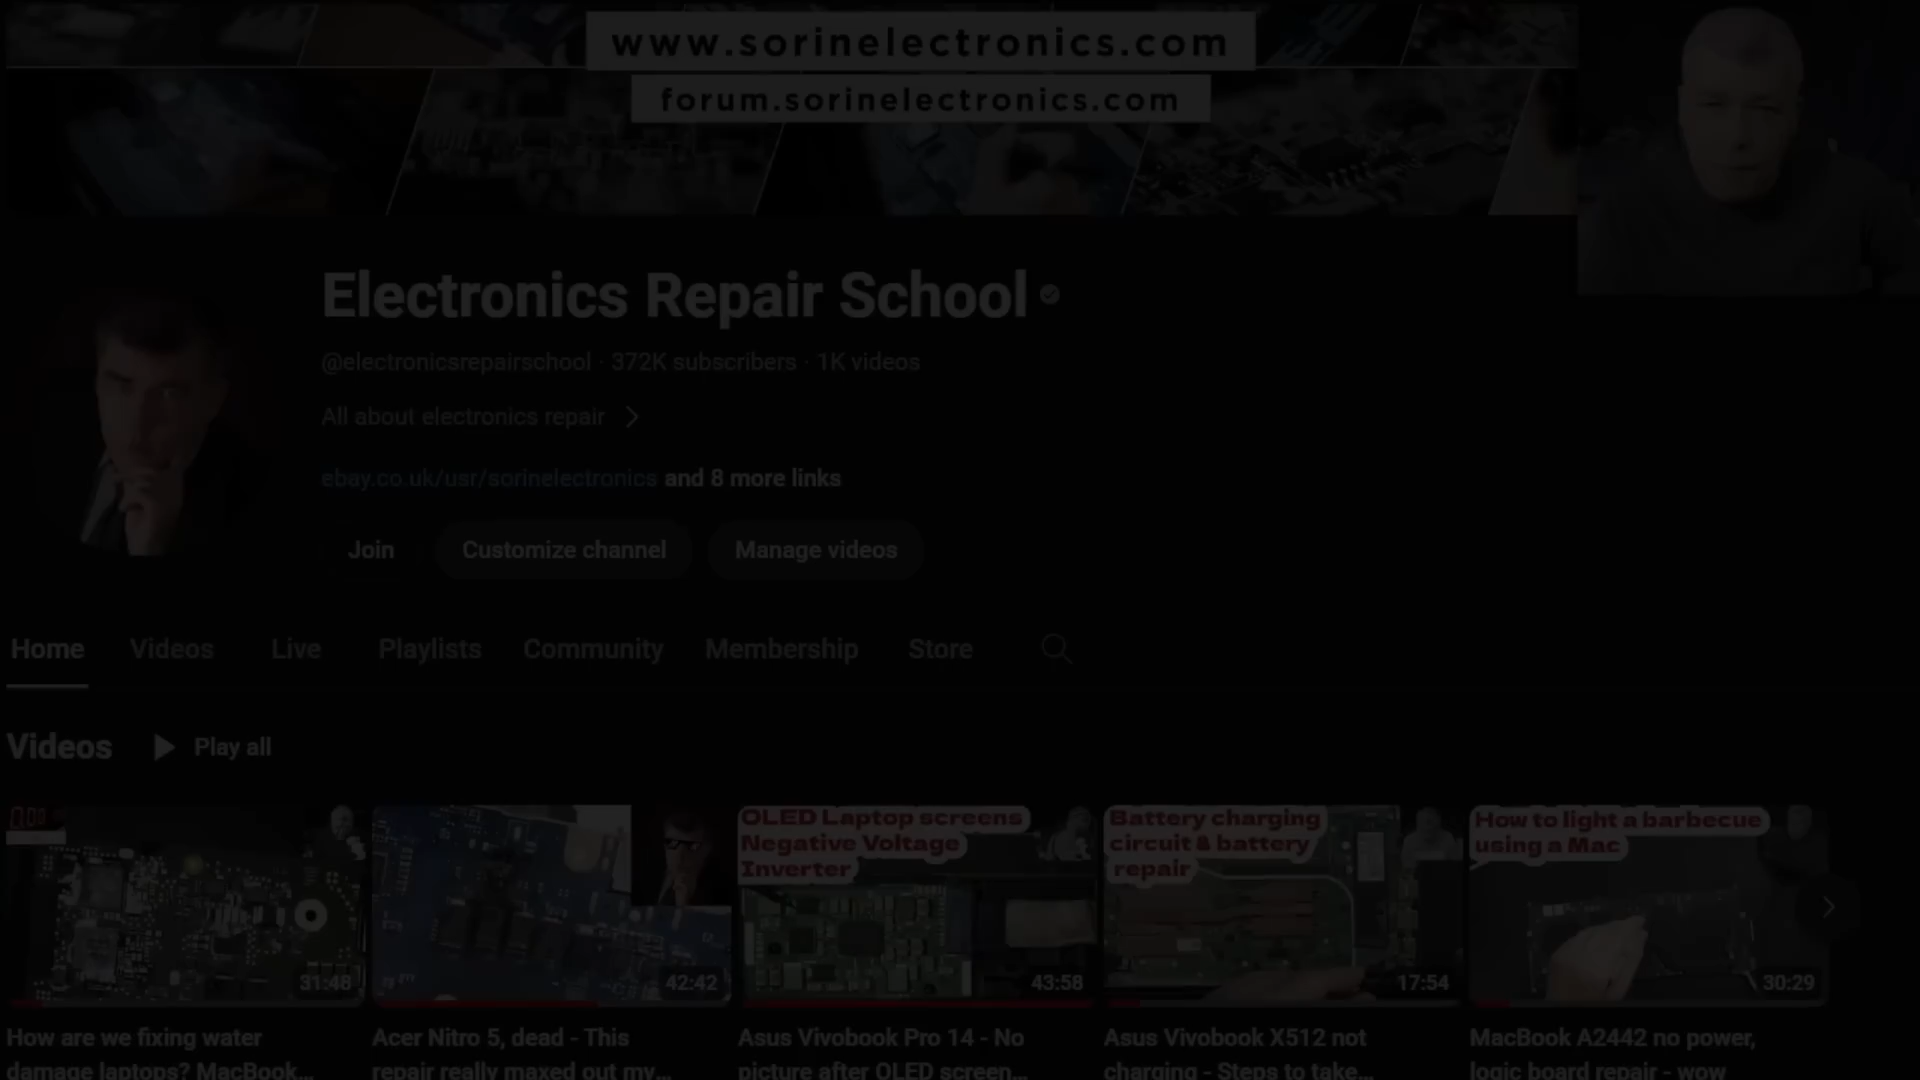 www.sorinelectronics.com
forum.sorinelectronics.com
Electronics Repair School
@electronicsrepairschool · 372K subscribers · 1K videos
All about electronics repair
ebay.co.uk/usr/sorinelectronics and 8 more links
Join Customize channel Manage videos
Home Videos Live Playlists Community Membership Store
Videos Play all
0.00
31:48
How are we fixing water
damage laptops? MacBook...
42:42
Acer Nitro 5, dead - This
repair really maxed out my...
OLED Laptop screens
Negative Voltage
Inverter
43:58
Asus Vivobook Pro 14 - No
picture after OLED screen...
Battery charging
circuit & battery
repair
17:54
Asus Vivobook X512 not
charging - Steps to take...
How to light a barbecue
using a Mac
30:29
MacBook A2442 no power,
logic board repair - wow